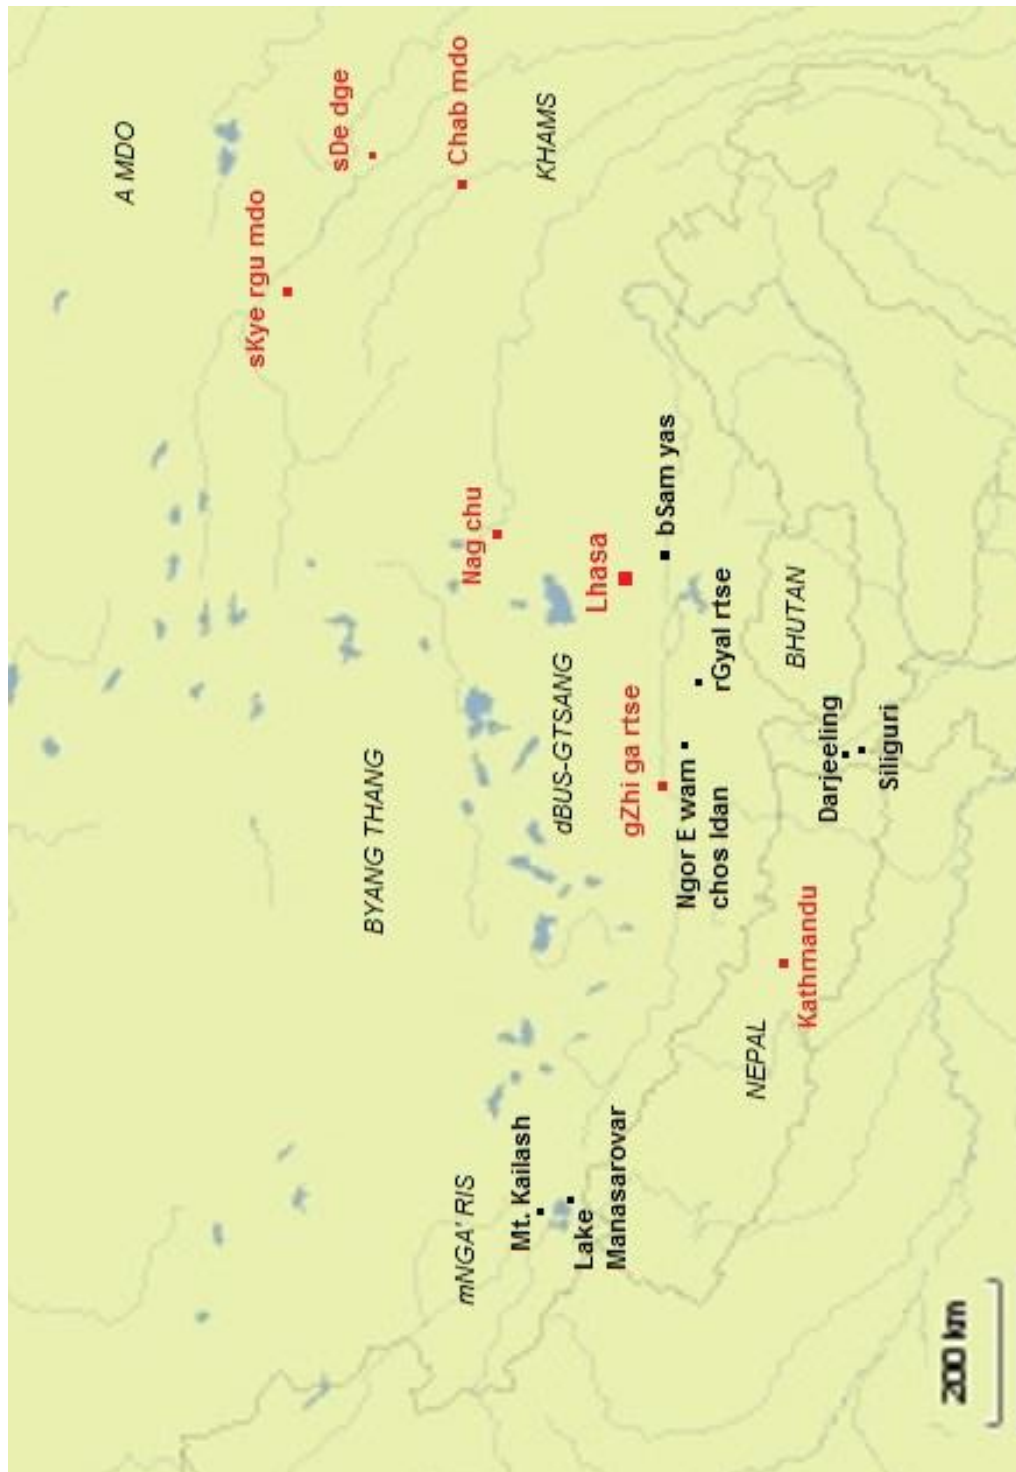 A MDO
sKye rgu mdo
sDe dge
Chab mdo
KHAMS
Nag chu
BYANG THANG
Lhasa
bSam yas
dBUS-GTSANG
gZhi ga rtse
rGyal rtse
Ngor E wam
chos ldan
BHUTAN
Darjeeling
Siliguri
Kathmandu
NEPAL
mNGA' RIS
Mt. Kailash
Lake
Manasarovar
200 km